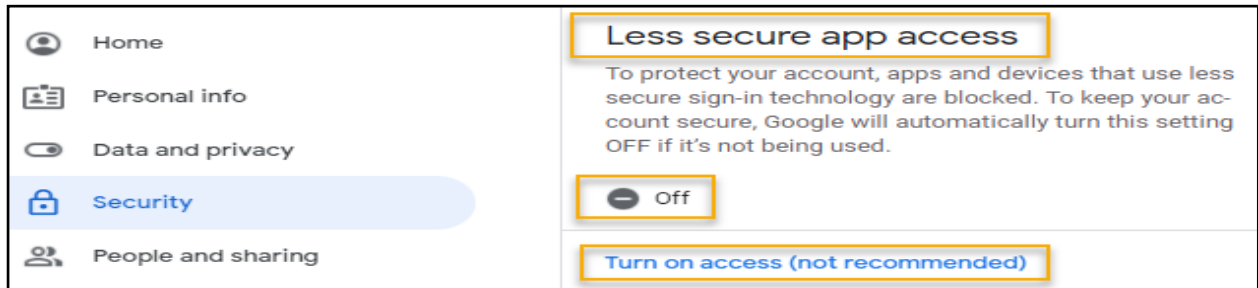 Home
Personal info
Data and privacy
Security
People and sharing
Less secure app access
To protect your account, apps and devices that use less
secure sign-in technology are blocked. To keep your ac-
count secure, Google will automatically turn this setting
OFF if it's not being used.
Off
Turn on access (not recommended)